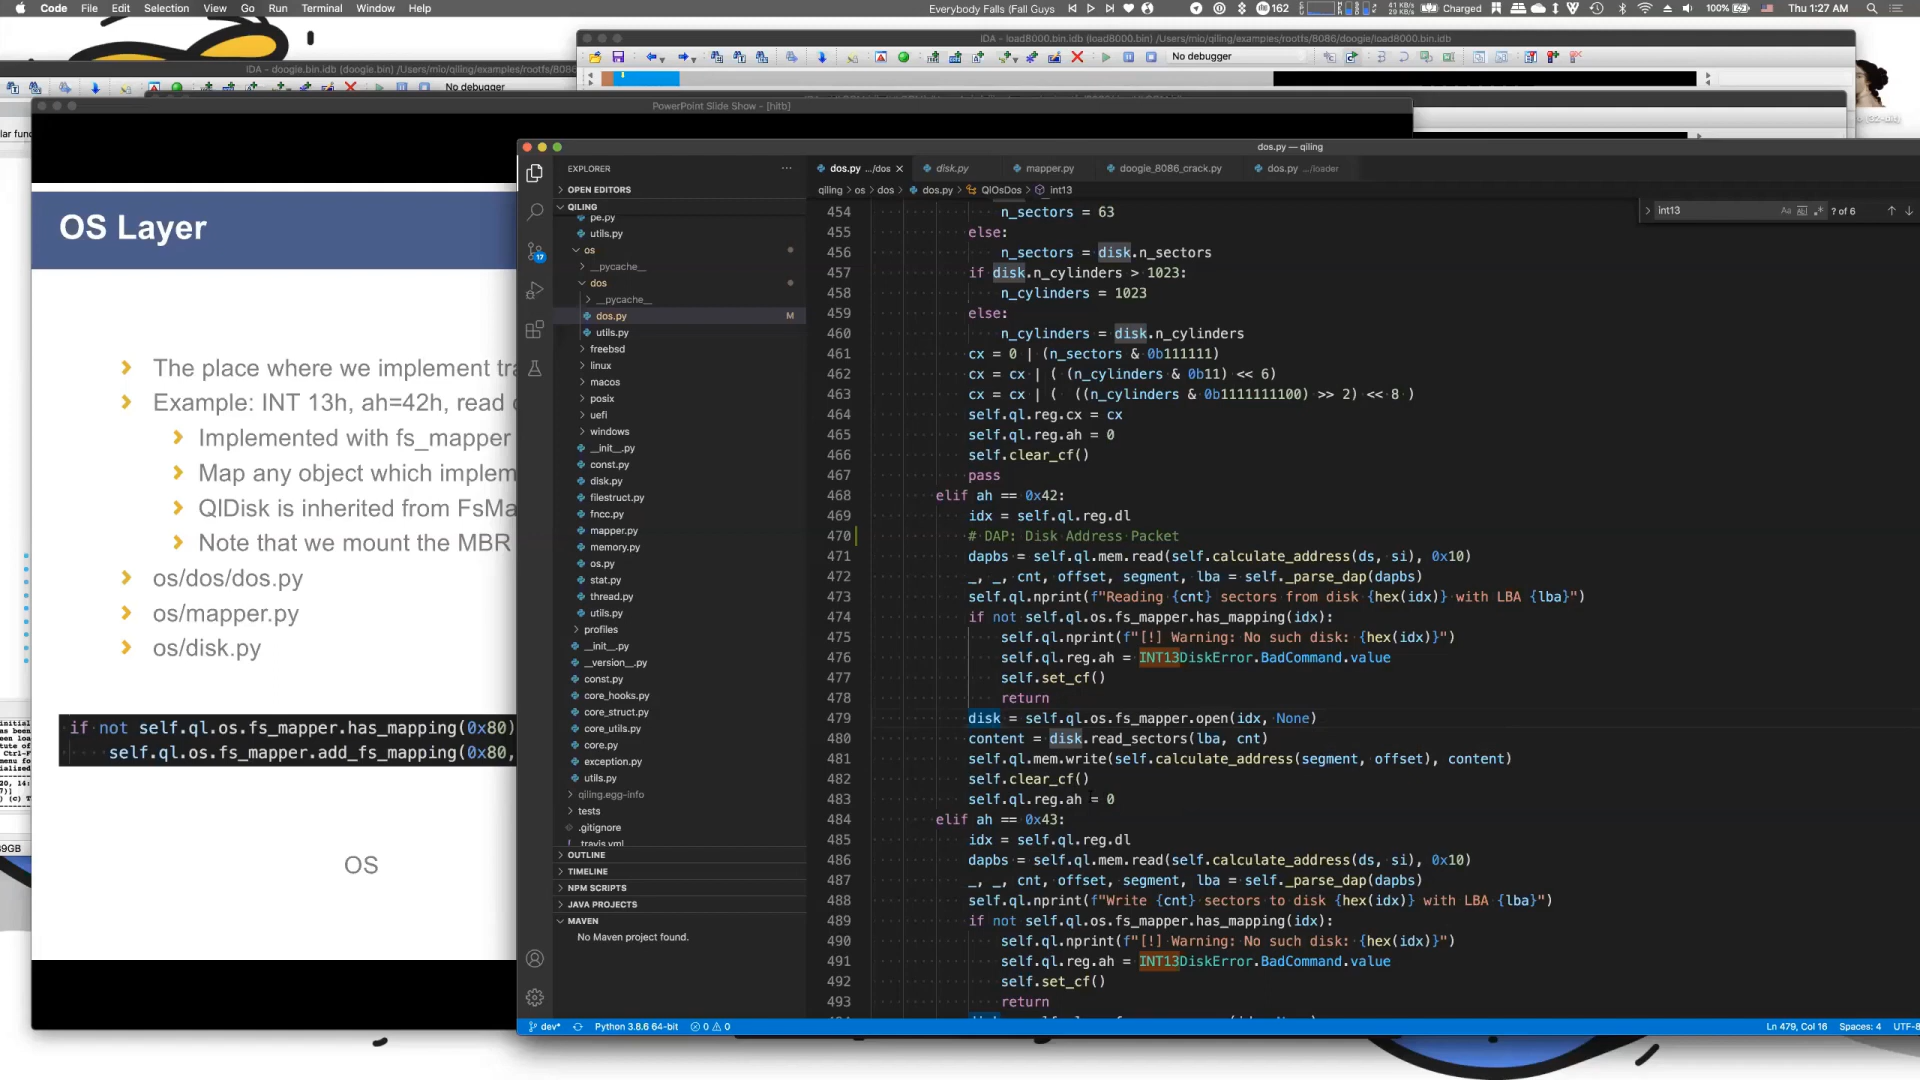 Code File Edit Selection View Go Run Terminal Window Help
Everybody Falls (Fall Guys
162
41 KB/s
29 KB/s
Charged
100%
Thu 1:27 AM
IDA - load8000.bin.idb (load8000.bin) /Users/mio/qiling/examples/rootfs/8086/doogie/load8000.bin.idb
No debugger
IDA - doogie.bin.idb (doogie.bin) /Users/mio/qiling/examples/rootfs/808
No debugger
PowerPoint Slide Show - [hitb]
OS Layer
The place where we implement tra
Example: INT 13h, ah=42h, read
Implemented with fs_mapper
Map any object which implem
QlDisk is inherited from FsMa
Note that we mount the MBR
os/dos/dos.py
os/mapper.py
os/disk.py
if not self.ql.os.fs_mapper.has_mapping(0x80)
self.ql.os.fs_mapper.add_fs_mapping(0x80,
OS
dos.py — qiling
EXPLORER
OPEN EDITORS
QILING
pe.py
utils.py
os
__pycache__
dos
__pycache__
dos.py M
utils.py
freebsd
linux
macos
posix
uefi
windows
__init__.py
const.py
disk.py
filestruct.py
fncc.py
mapper.py
memory.py
os.py
stat.py
thread.py
utils.py
profiles
__init__.py
__version__.py
const.py
core_hooks.py
core_struct.py
core_utils.py
core.py
exception.py
utils.py
qiling.egg-info
tests
.gitignore
.travis.yml
OUTLINE
TIMELINE
NPM SCRIPTS
JAVA PROJECTS
MAVEN
No Maven project found.
17
dos.py .../dos disk.py mapper.py doogie_8086_crack.py dos.py .../loader
qiling > os > dos > dos.py > QlOsDos > int13
int13 Aa ? of 6
454 n_sectors = 63
455 else:
456 n_sectors = disk.n_sectors
457 if disk.n_cylinders > 1023:
458 n_cylinders = 1023
459 else:
460 n_cylinders = disk.n_cylinders
461 cx = 0 | (n_sectors & 0b111111)
462 cx = cx | ( (n_cylinders & 0b11) << 6)
463 cx = cx | ( ((n_cylinders & 0b1111111100) >> 2) << 8 )
464 self.ql.reg.cx = cx
465 self.ql.reg.ah = 0
466 self.clear_cf()
467 pass
468 elif ah == 0x42:
469 idx = self.ql.reg.dl
470 # DAP: Disk Address Packet
471 dapbs = self.ql.mem.read(self.calculate_address(ds, si), 0x10)
472 _, _, cnt, offset, segment, lba = self._parse_dap(dapbs)
473 self.ql.nprint(f"Reading {cnt} sectors from disk {hex(idx)} with LBA {lba}")
474 if not self.ql.os.fs_mapper.has_mapping(idx):
475 self.ql.nprint(f"[!] Warning: No such disk: {hex(idx)}")
476 self.ql.reg.ah = INT13DiskError.BadCommand.value
477 self.set_cf()
478 return
479 disk = self.ql.os.fs_mapper.open(idx, None)
480 content = disk.read_sectors(lba, cnt)
481 self.ql.mem.write(self.calculate_address(segment, offset), content)
482 self.clear_cf()
483 self.ql.reg.ah = 0
484 elif ah == 0x43:
485 idx = self.ql.reg.dl
486 dapbs = self.ql.mem.read(self.calculate_address(ds, si), 0x10)
487 _, _, cnt, offset, segment, lba = self._parse_dap(dapbs)
488 self.ql.nprint(f"Write {cnt} sectors to disk {hex(idx)} with LBA {lba}")
489 if not self.ql.os.fs_mapper.has_mapping(idx):
490 self.ql.nprint(f"[!] Warning: No such disk: {hex(idx)}")
491 self.ql.reg.ah = INT13DiskError.BadCommand.value
492 self.set_cf()
493 return
dev* Python 3.8.6 64-bit 0 0
Ln 479, Col 16 Spaces: 4 UTF-8